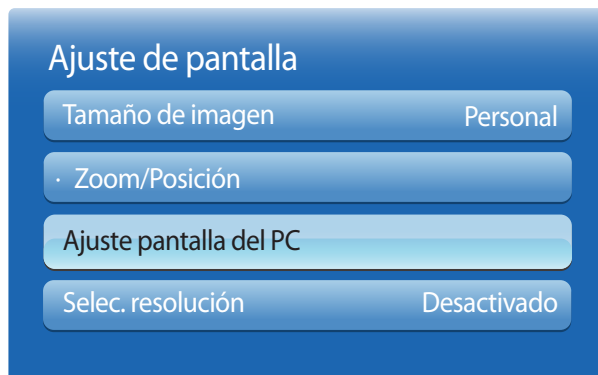 Ajuste de pantalla
Tamaño de imagen Personal
· Zoom/Posición
Ajuste pantalla del PC
Selec. resolución Desactivado